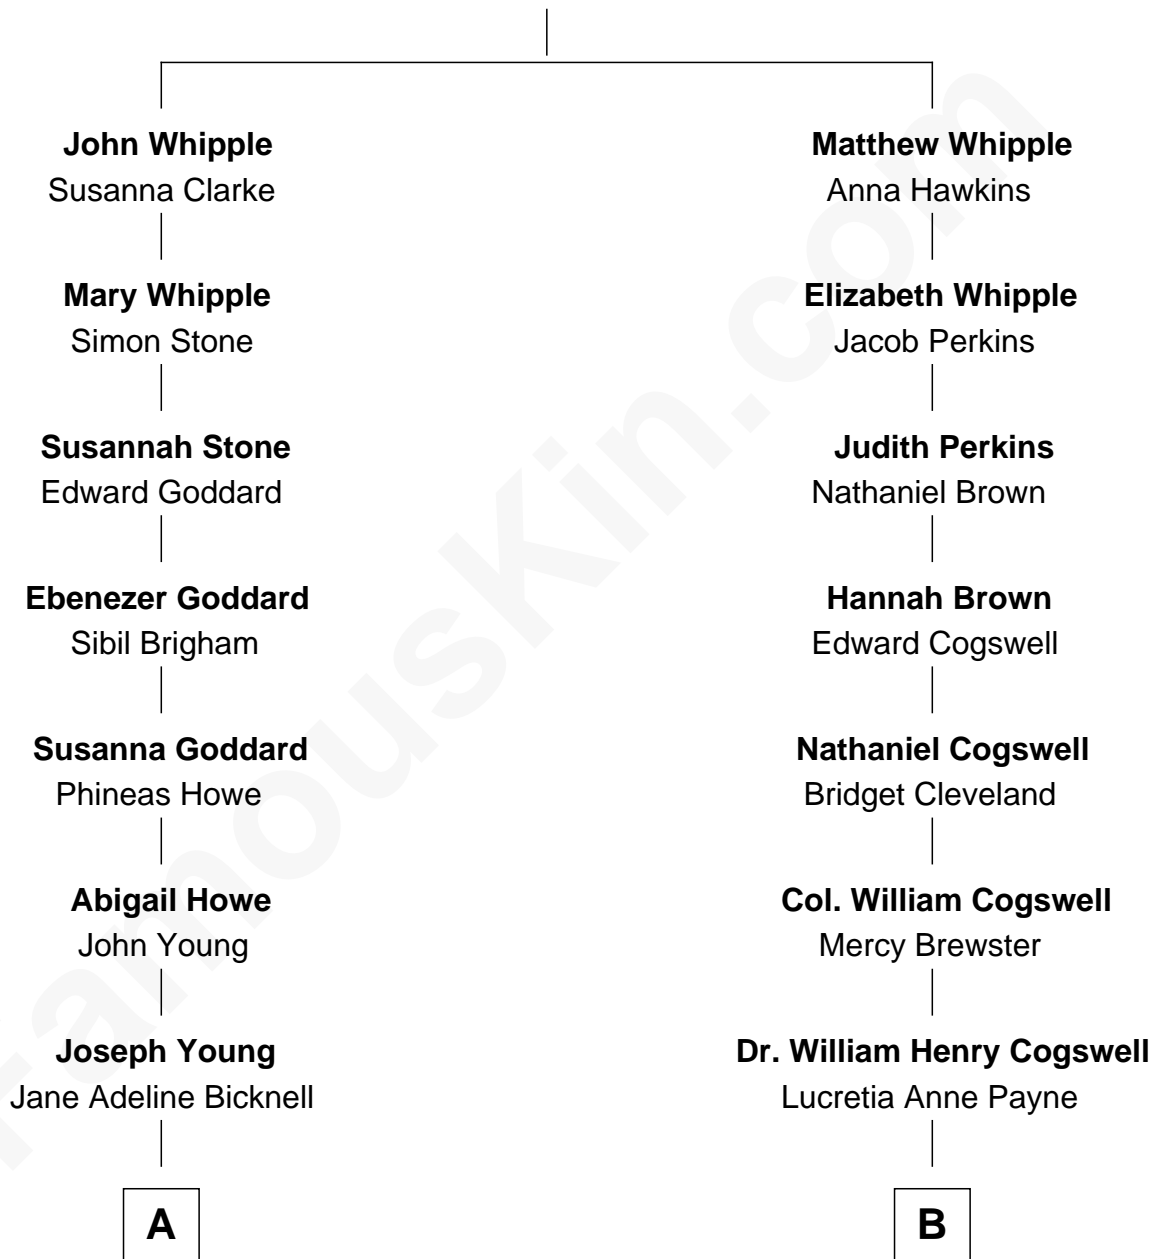 John Whipple
Susanna Clarke
Matthew Whipple
Anna Hawkins
Mary Whipple
Simon Stone
Elizabeth Whipple
Jacob Perkins
Susannah Stone
Edward Goddard
Judith Perkins
Nathaniel Brown
Ebenezer Goddard
Sibil Brigham
Hannah Brown
Edward Cogswell
Susanna Goddard
Phineas Howe
Nathaniel Cogswell
Bridget Cleveland
Abigail Howe
John Young
Col. William Cogswell
Mercy Brewster
Joseph Young
Jane Adeline Bicknell
Dr. William Henry Cogswell
Lucretia Anne Payne
A
B
FamousKin.com